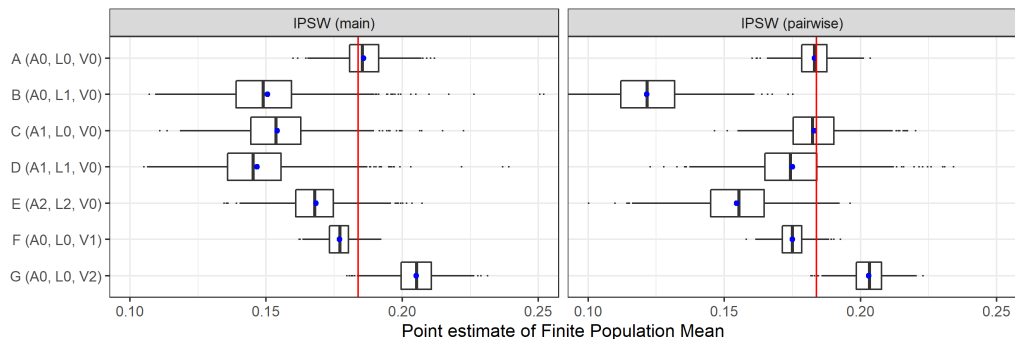 IPSW (main)
IPSW (pairwise)
A (A0, L0, V0)
B (A0, L1, V0)
C (A1, L0, V0)
D (A1, L1, V0)
E (A2, L2, V0)
F (A0, L0, V1)
G (A0, L0, V2)
0.10 0.15 0.20 0.25 0.10 0.15 0.20 0.25
Point estimate of Finite Population Mean